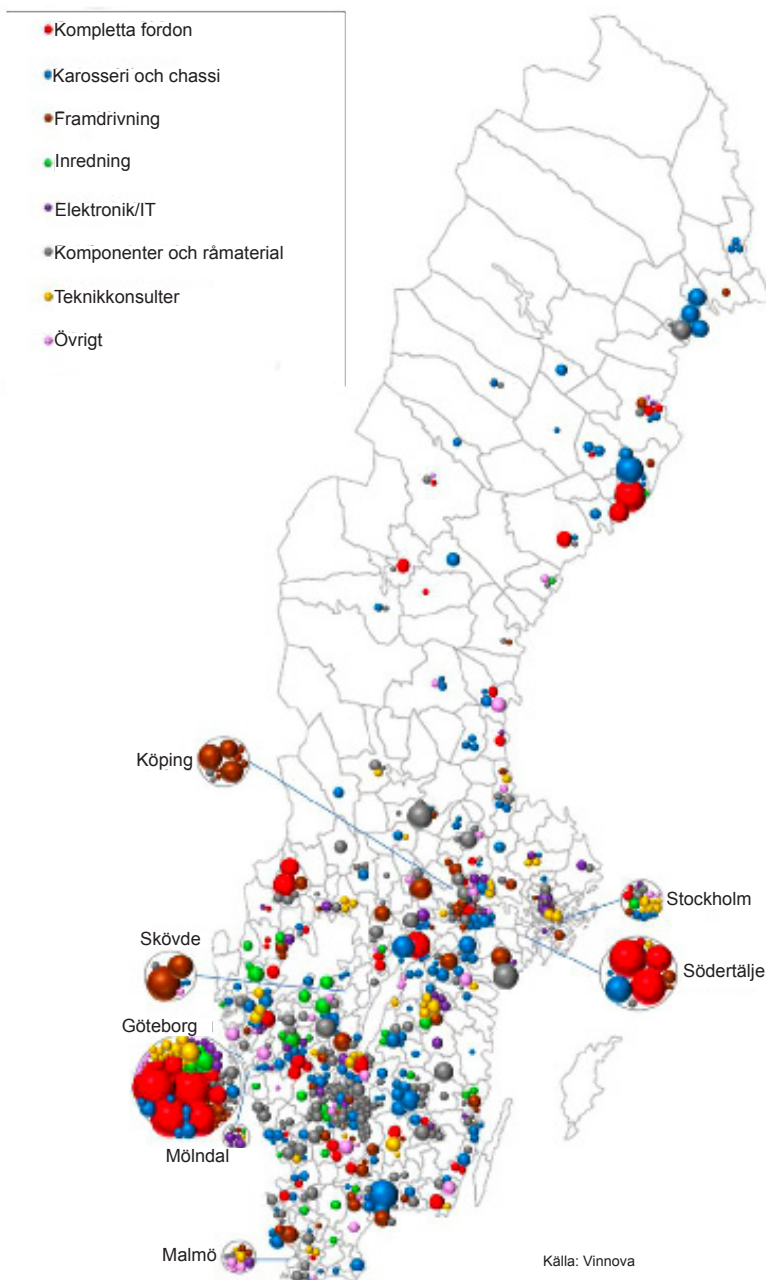 Kompletta fordon
Karosseri och chassi
Framdrivning
Inredning
Elektronik/IT
Komponenter och råmaterial
Teknikkonsulter
Övrigt
Köping
Stockholm
Skövde
Södertälje
Göteborg
Mölndal
Malmö
Källa: Vinnova